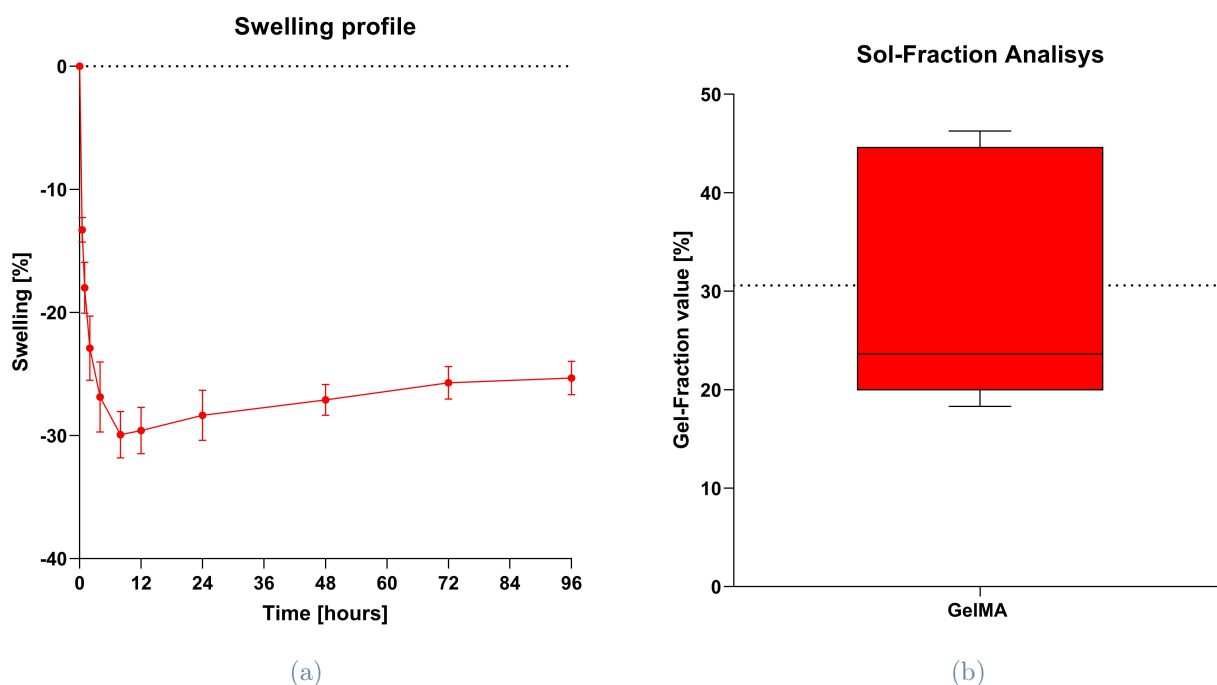 Swelling profile
Swelling [%]
0
-10
-20
-30
-40
0 12 24 36 48 60 72 84 96
Time [hours]
(a)
Sol-Fraction Analisys
Gel-Fraction value [%]
50
40
30
20
10
0
GelMA
(b)